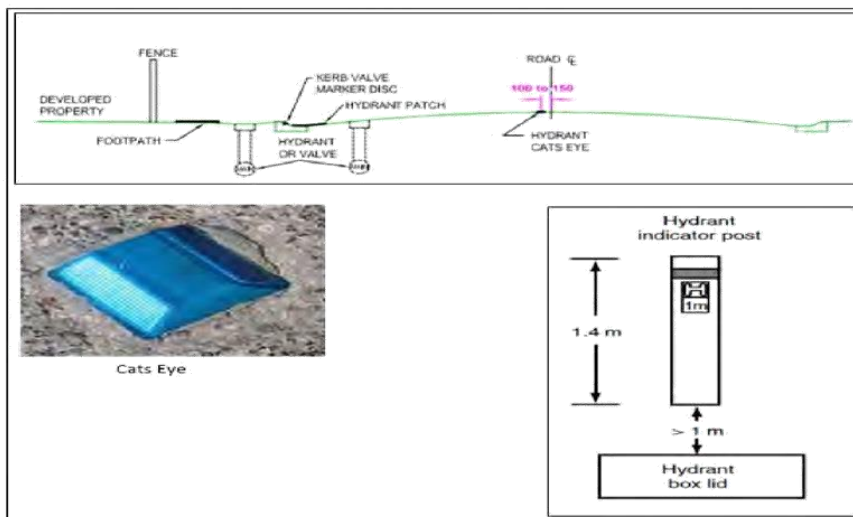 FENCE
ROAD ℄
100 to 150
KERB VALVE
MARKER DISC
HYDRANT PATCH
DEVELOPED
PROPERTY
FOOTPATH
HYDRANT
OR VALVE
HYDRANT
CATS EYE
Cats Eye
Hydrant
indicator post
H
1m
1.4 m
> 1 m
Hydrant
box lid